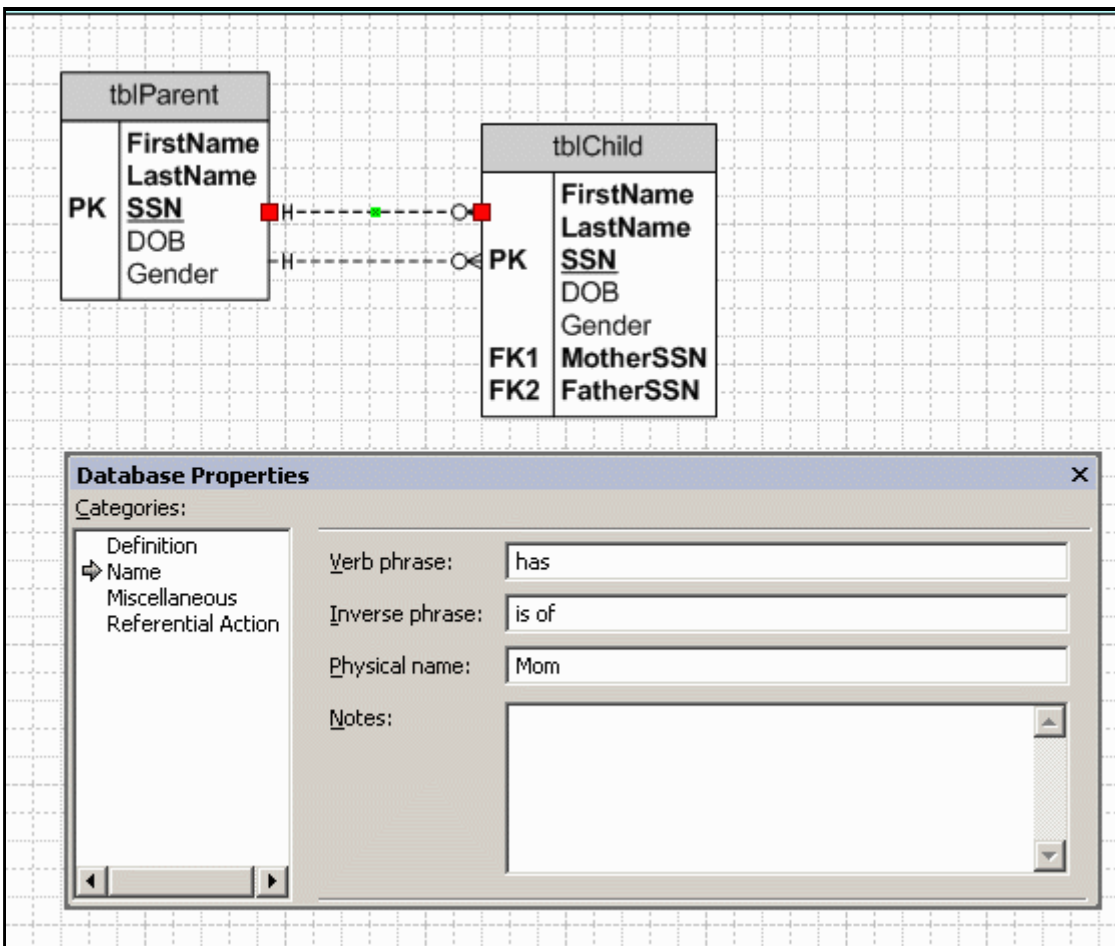 tblParent
FirstName
LastName
PK SSN
DOB
Gender
tblChild
FirstName
LastName
PK SSN
DOB
Gender
FK1 MotherSSN
FK2 FatherSSN
Database Properties
Categories:
Definition
Name
Miscellaneous
Referential Action
Verb phrase: has
Inverse phrase: is of
Physical name: Mom
Notes: